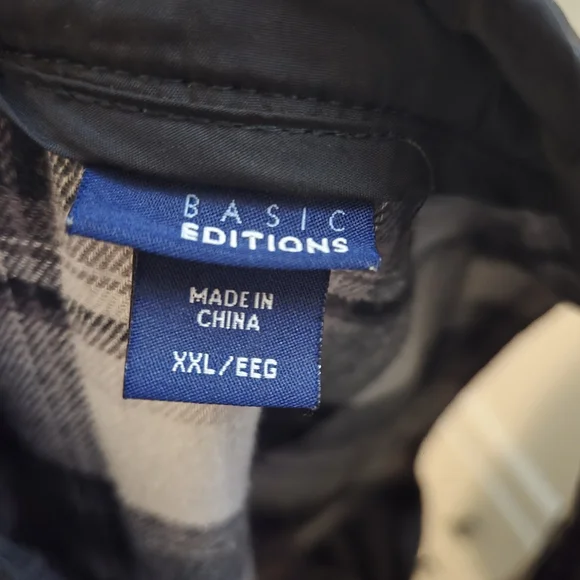 BASIC
EDITIONS
MADE IN
CHINA
XXL/EEG